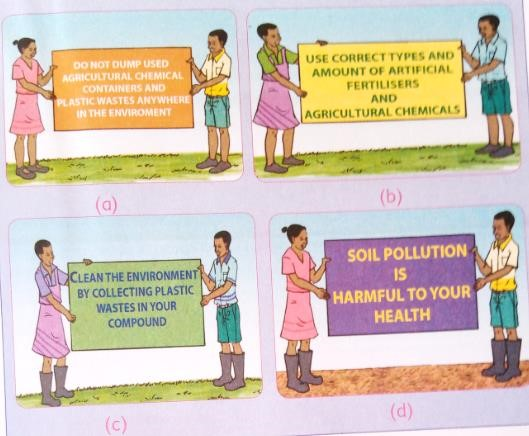 DO NOT DUMP USED
AGRICULTURAL CHEMICAL
CONTAINERS AND
PLASTIC WASTES ANYWHERE
IN THE ENVIROMENT
(a)
USE CORRECT TYPES AND
AMOUNT OF ARTIFICIAL
FERTILISERS
AND
AGRICULTURAL CHEMICALS
(b)
CLEAN THE ENVIRONMENT
BY COLLECTING PLASTIC
WASTES IN YOUR
COMPOUND
(c)
SOIL POLLUTION
IS
HARMFUL TO YOUR
HEALTH
(d)